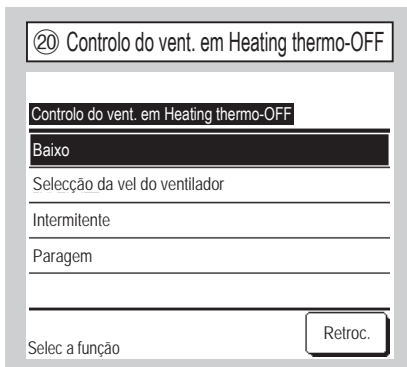 ⑳ Controlo do vent. em Heating thermo-OFF
Controlo do vent. em Heating thermo-OFF
Baixo
Selecção da vel do ventilador
Intermitente
Paragem
Selec a função
Retroc.